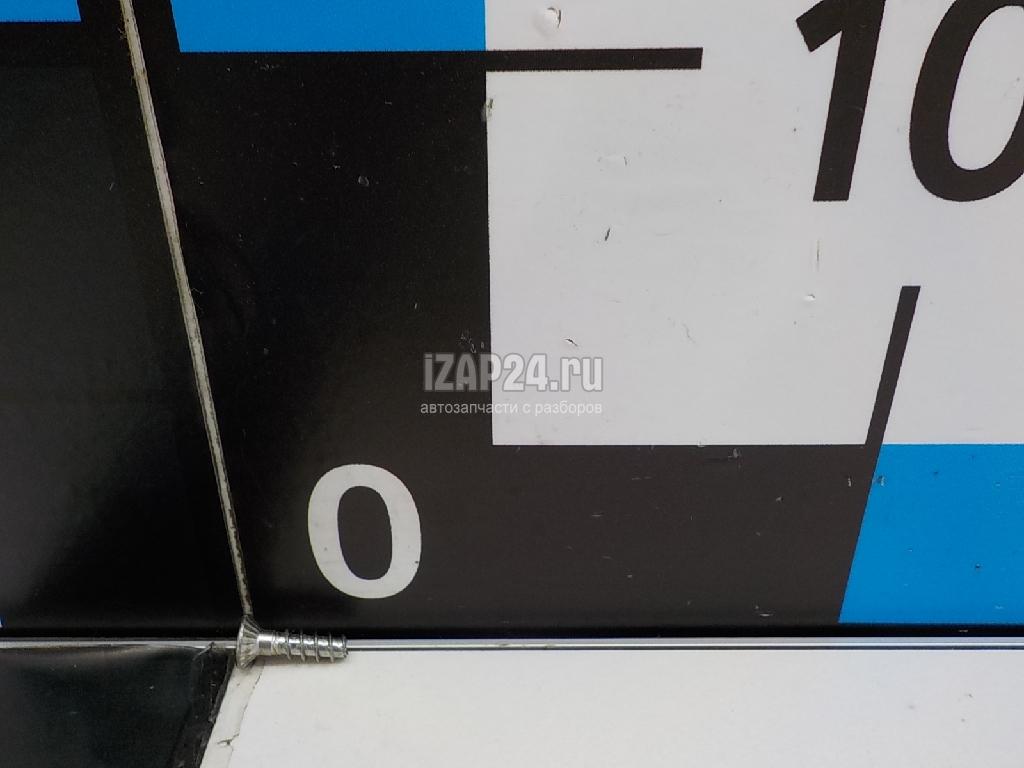 10
iZAP24.ru
автозапчасти с разборов
0